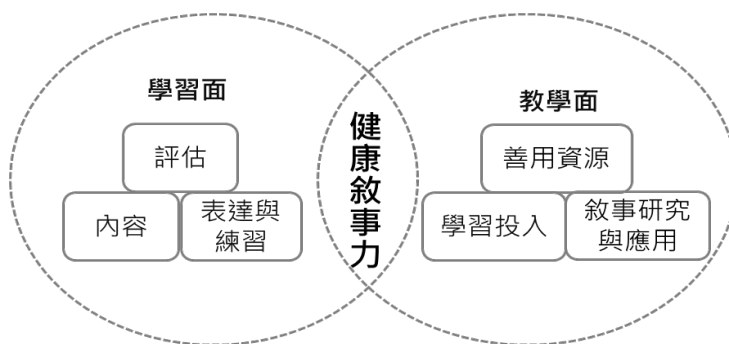 學習面
評估
內容
表達與
練習
健康敘事力
教學面
善用資源
學習投入
敘事研究
與應用